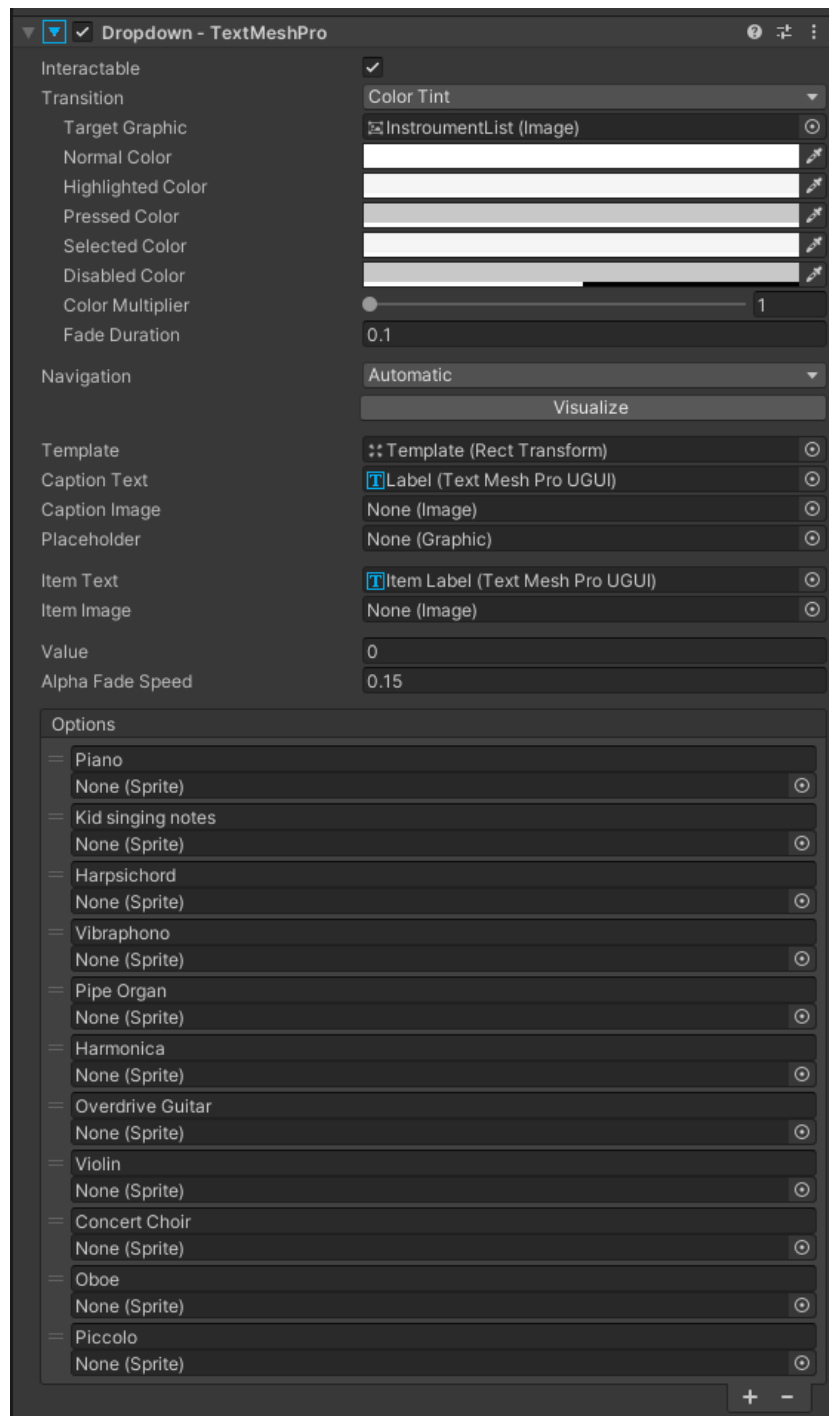 Dropdown - TextMeshPro
Interactable
Transition Color Tint
Target Graphic InstroumentList (Image)
Normal Color
Highlighted Color
Pressed Color
Selected Color
Disabled Color
Color Multiplier 1
Fade Duration 0.1
Navigation Automatic
Visualize
Template Template (Rect Transform)
Caption Text Label (Text Mesh Pro UGUI)
Caption Image None (Image)
Placeholder None (Graphic)
Item Text Item Label (Text Mesh Pro UGUI)
Item Image None (Image)
Value 0
Alpha Fade Speed 0.15
Options
Piano
None (Sprite)
Kid singing notes
None (Sprite)
Harpsichord
None (Sprite)
Vibraphono
None (Sprite)
Pipe Organ
None (Sprite)
Harmonica
None (Sprite)
Overdrive Guitar
None (Sprite)
Violin
None (Sprite)
Concert Choir
None (Sprite)
Oboe
None (Sprite)
Piccolo
None (Sprite)